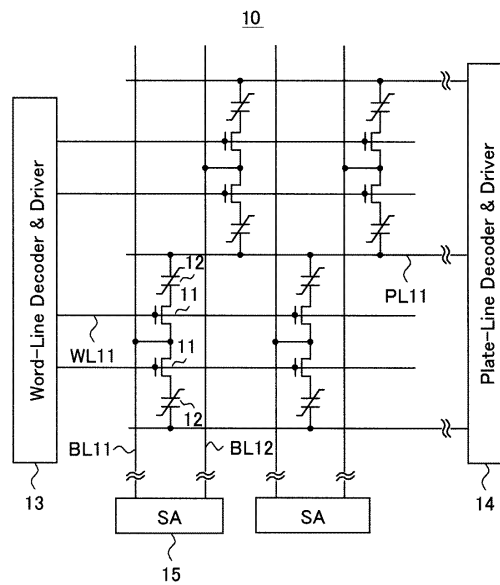 10
Word-Line Decoder & Driver
Plate-Line Decoder & Driver
12
11
PL11
WL11
11
12
BL11
BL12
13
14
SA
SA
15